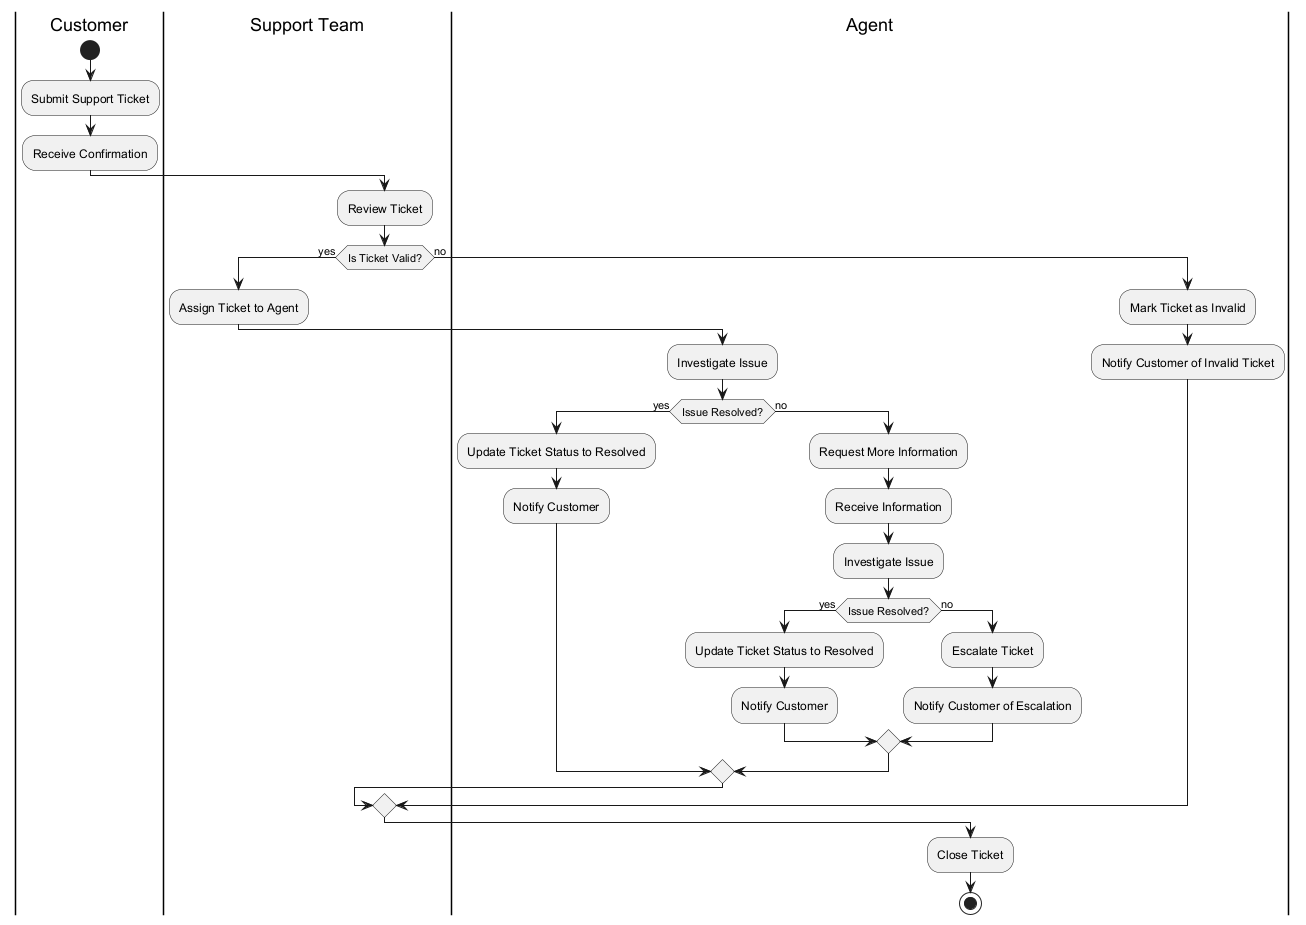 Customer
Support Team
Agent
Submit Support Ticket
Receive Confirmation
Review Ticket
yes
Is Ticket Valid?
no
Assign Ticket to Agent
Mark Ticket as Invalid
Investigate Issue
Notify Customer of Invalid Ticket
yes
Issue Resolved?
no
Update Ticket Status to Resolved
Request More Information
Notify Customer
Receive Information
Investigate Issue
yes
Issue Resolved?
no
Update Ticket Status to Resolved
Escalate Ticket
Notify Customer
Notify Customer of Escalation
Close Ticket